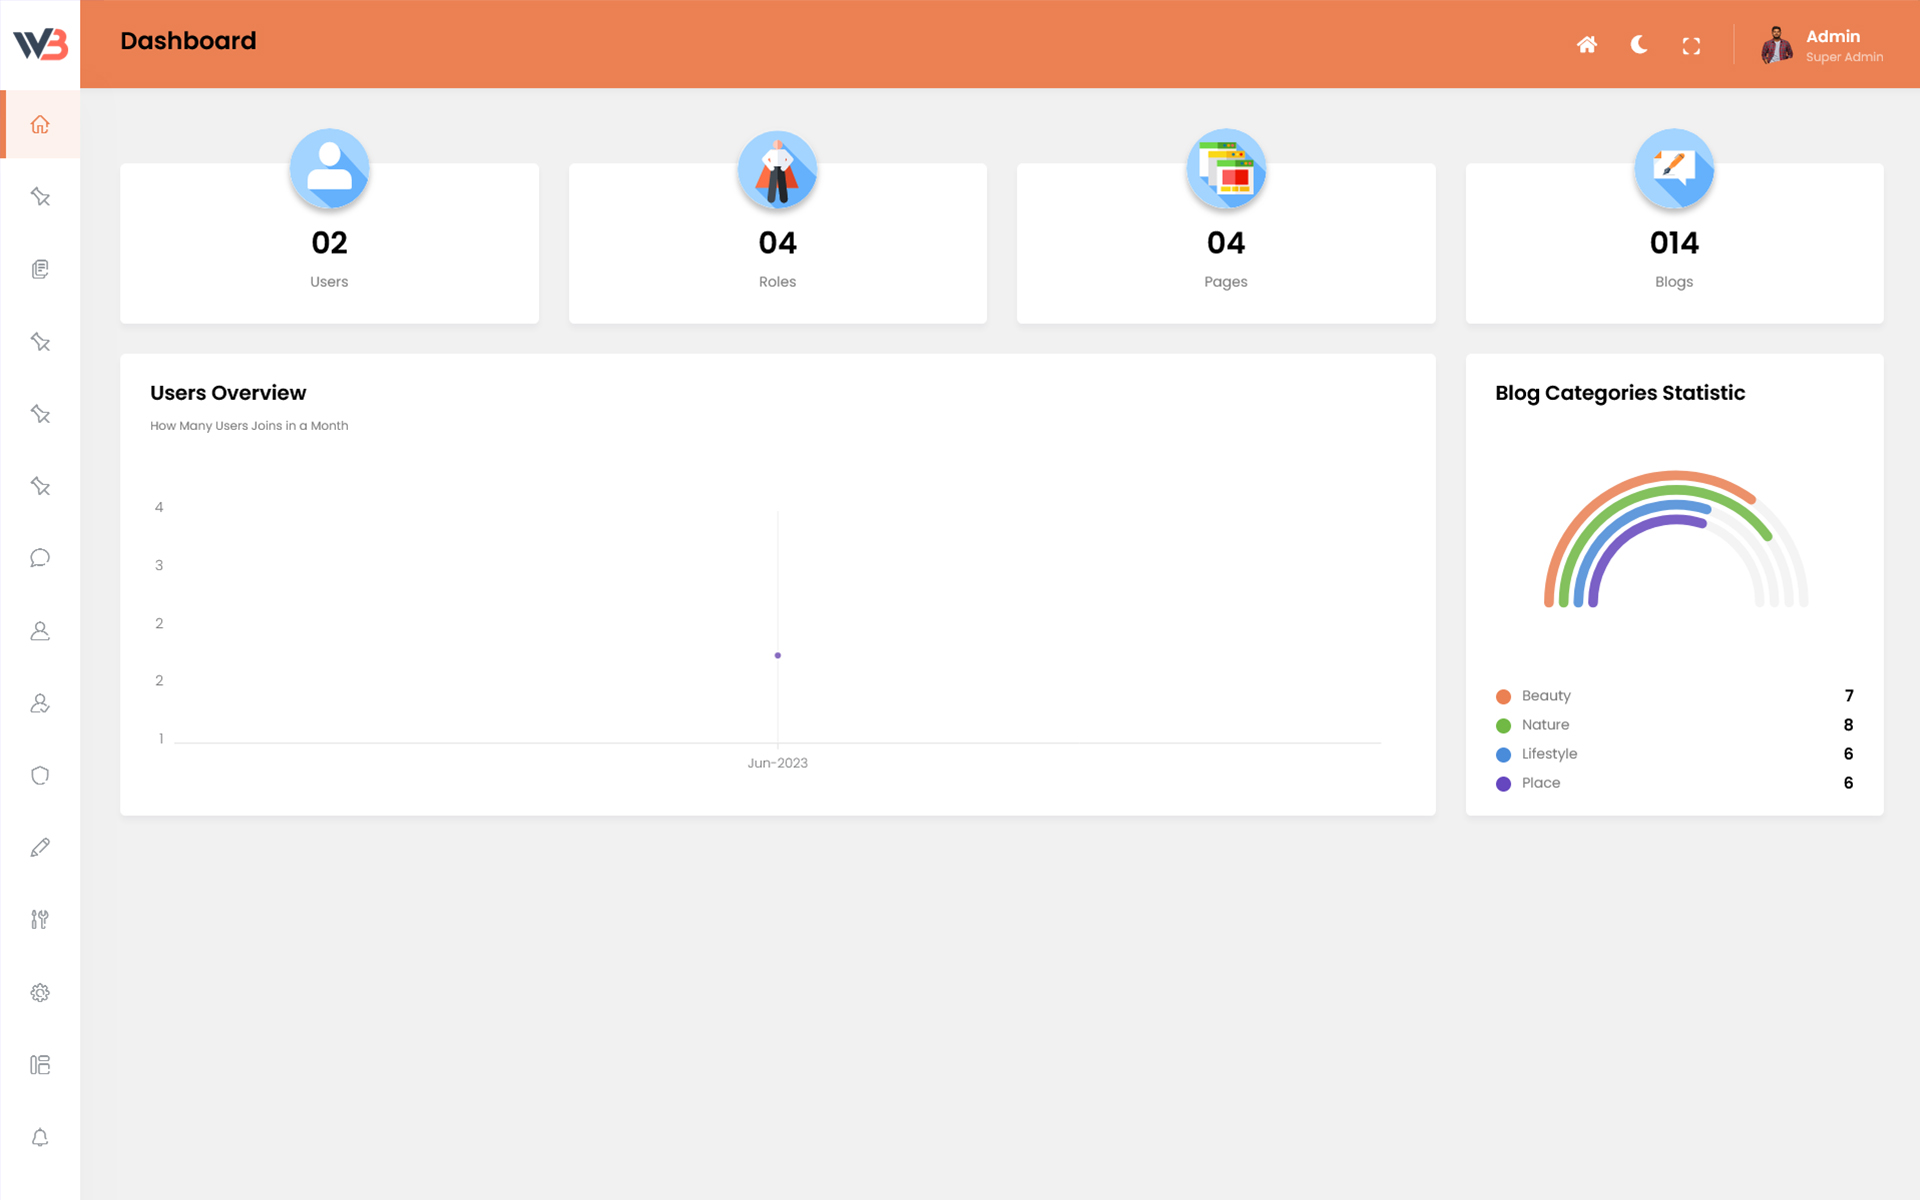 WB
Dashboard
Admin
Super Admin
02
Users
04
Roles
04
Pages
014
Blogs
Users Overview
How Many Users Joins in a Month
4
3
2
2
1
Jun-2023
Blog Categories Statistic
Beauty 7
Nature 8
Lifestyle 6
Place 6